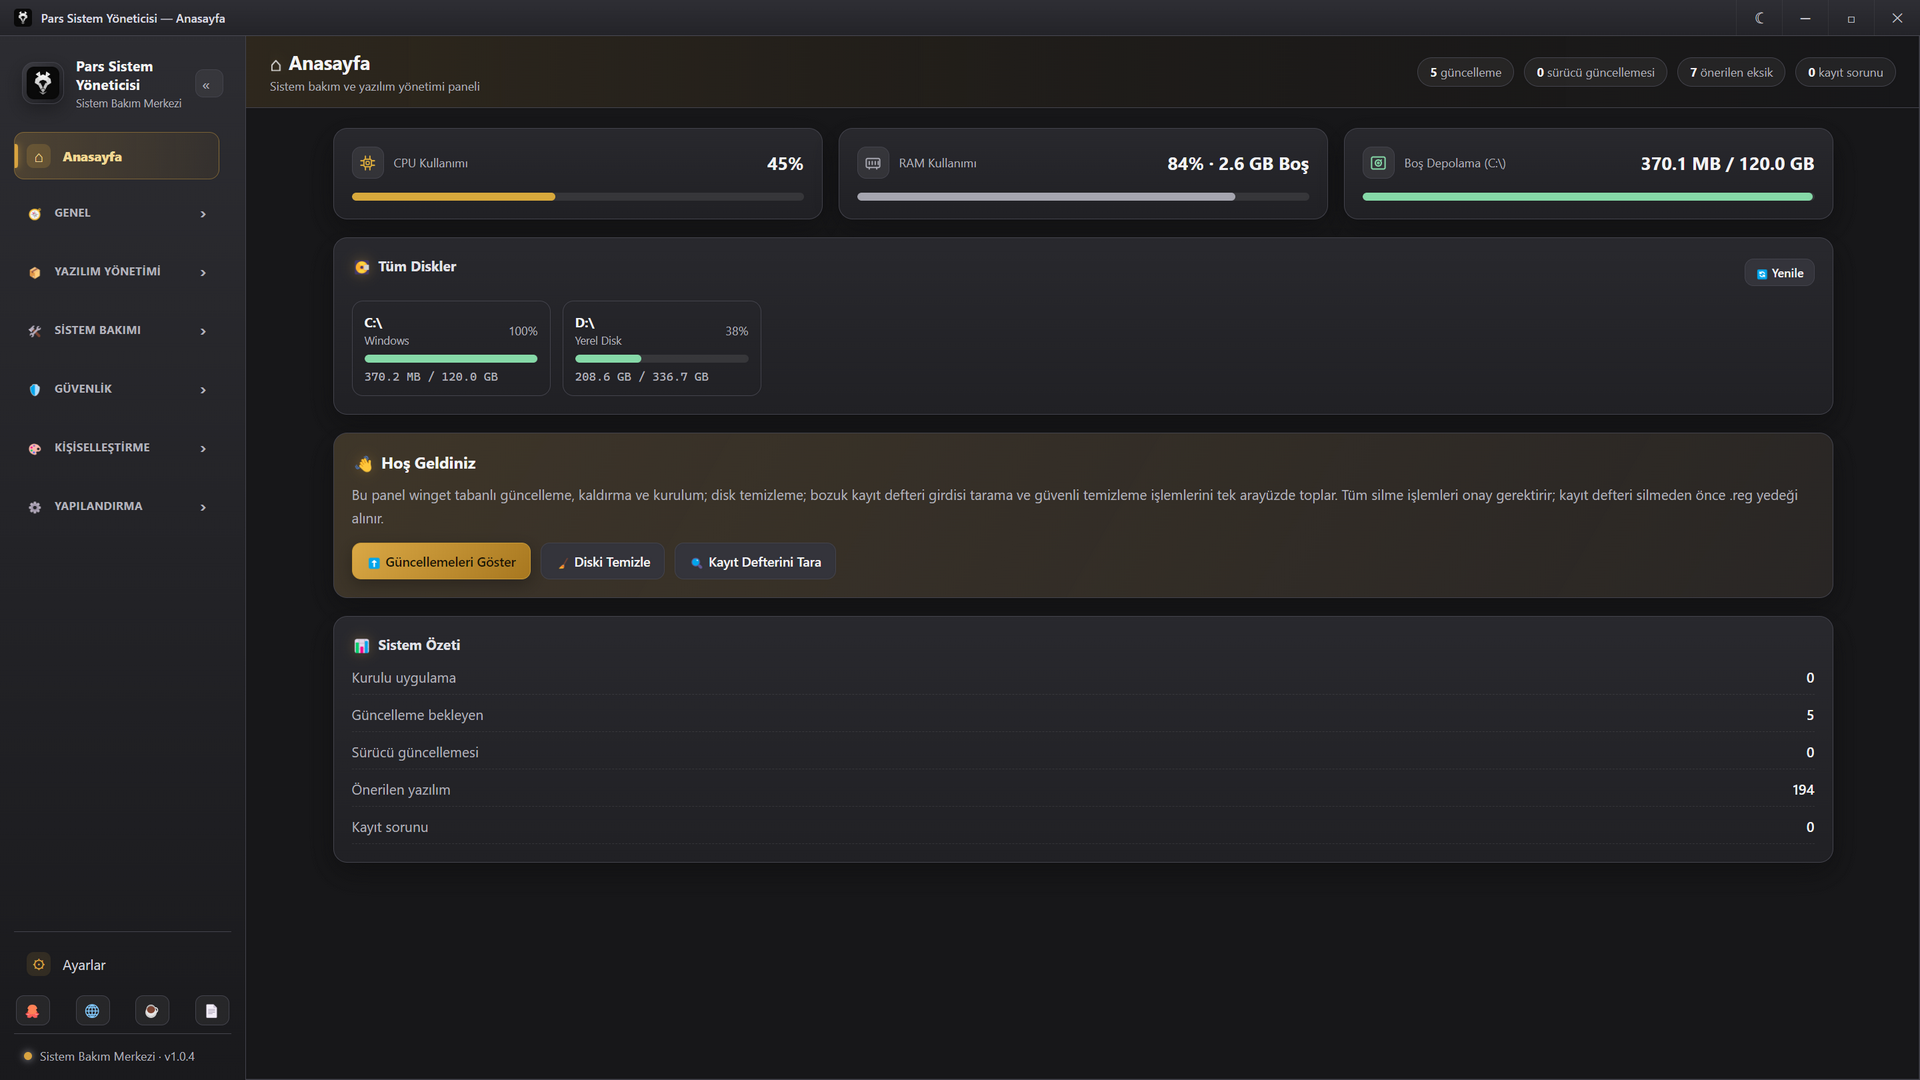 Pars Sistem Yöneticisi — Anasayfa
Pars Sistem
Yöneticisi
Sistem Bakım Merkezi
«
Anasayfa
GENEL
YAZILIM YÖNETİMİ
SİSTEM BAKIMI
GÜVENLİK
KİŞİSELLEŞTİRME
YAPILANDIRMA
Ayarlar
Sistem Bakım Merkezi · v1.0.4
Anasayfa
Sistem bakım ve yazılım yönetimi paneli
5 güncelleme
0 sürücü güncellemesi
7 önerilen eksik
0 kayıt sorunu
CPU Kullanımı 45%
RAM Kullanımı 84% · 2.6 GB Boş
Boş Depolama (C:\) 370.1 MB / 120.0 GB
Tüm Diskler
Yenile
C:\
Windows
100%
370.2 MB / 120.0 GB
D:\
Yerel Disk
38%
208.6 GB / 336.7 GB
Hoş Geldiniz
Bu panel winget tabanlı güncelleme, kaldırma ve kurulum; disk temizleme; bozuk kayıt defteri girdisi tarama ve güvenli temizleme işlemlerini tek arayüzde toplar. Tüm silme işlemleri onay gerektirir; kayıt defteri silmeden önce .reg yedeği
alınır.
Güncellemeleri Göster
Diski Temizle
Kayıt Defterini Tara
Sistem Özeti
Kurulu uygulama 0
Güncelleme bekleyen 5
Sürücü güncellemesi 0
Önerilen yazılım 194
Kayıt sorunu 0